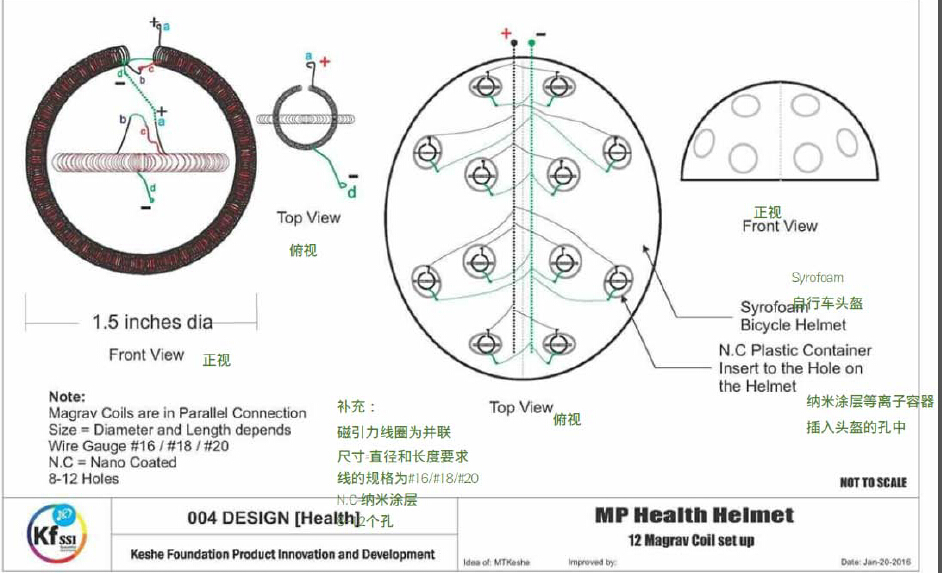 +a
d
c
b
−
+
a
b
c
d
−
1.5 inches dia
Front View 正视
a +
−
d
Top View
俯视
+ −
Top View 俯视
正视
Front View
Syrofoam
自行车头盔
Syrofoam
Bicycle Helmet
N.C Plastic Container
Insert to the Hole on
the Helmet
纳米涂层等离子容器
插入头盔的孔中
Note:
Magrav Coils are in Parallel Connection
Size = Diameter and Length depends
Wire Gauge #16 / #18 / #20
N.C = Nano Coated
8-12 Holes
补充：
磁引力线圈为并联
尺寸=直径和长度要求
线的规格为#16/#18/#20
N.C=纳米涂层
8-12个孔
NOT TO SCALE
Kf SSI
004 DESIGN [Health]
Keshe Foundation Product Innovation and Development
MP Health Helmet
12 Magrav Coil set up
Idea of: MTKeshe
Improved by:
Date: Jan-20-2016